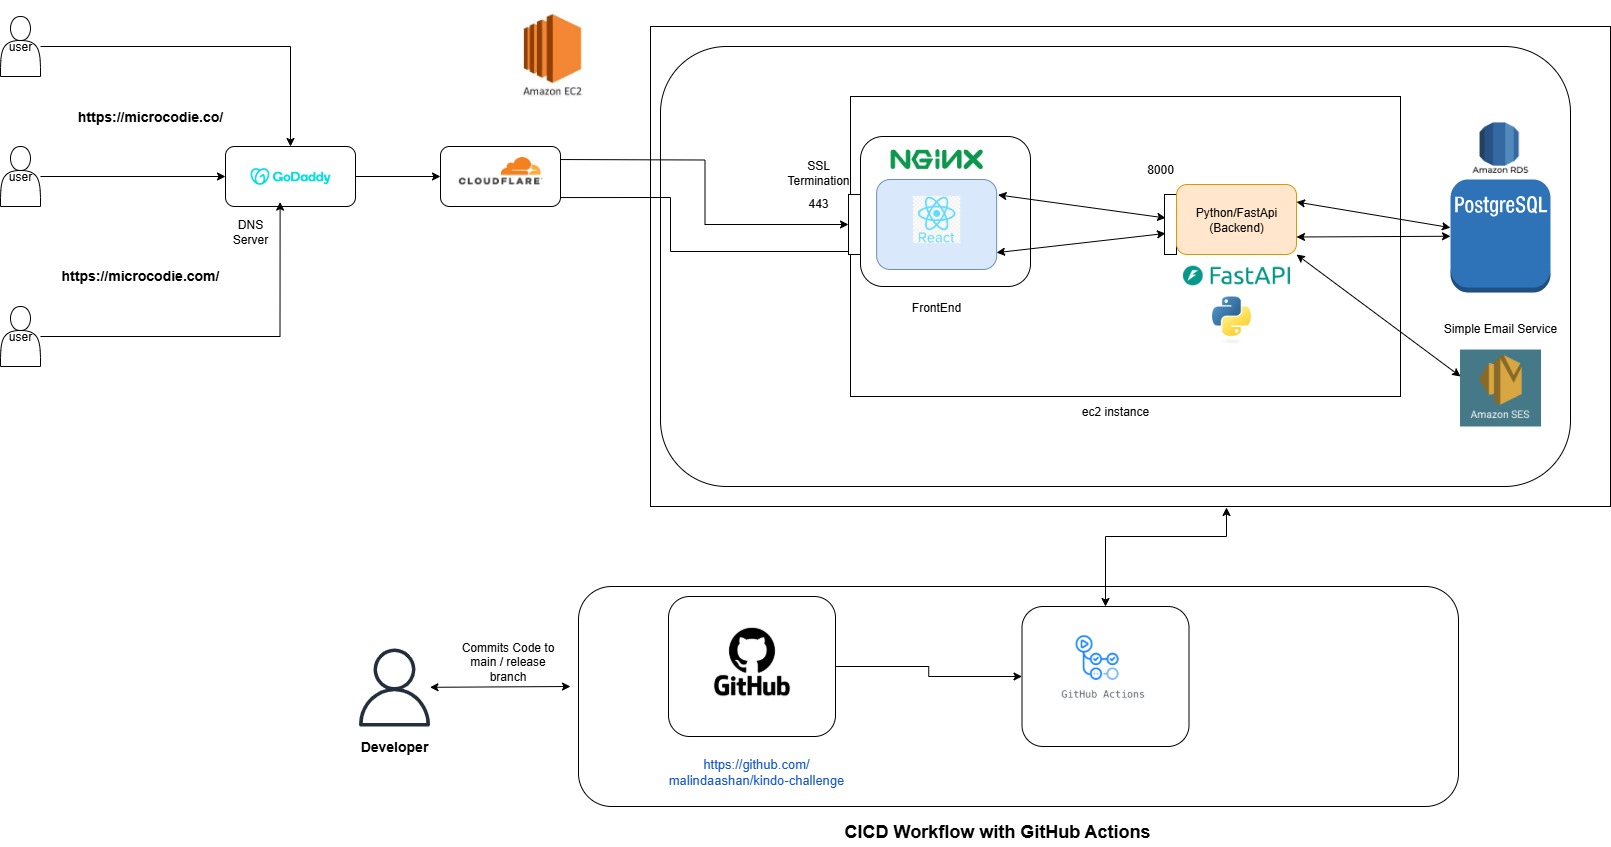 user
https://microcodie.co/
user
GoDaddy
DNS
Server
https://microcodie.com/
user
CLOUDFLARE
Amazon EC2
SSL
Termination
443
NGINX
React
FrontEnd
8000
Python/FastApi
(Backend)
FastAPI
ec2 instance
Amazon RDS
PostgreSQL
Simple Email Service
Amazon SES
Commits Code to
main / release
branch
Developer
GitHub
https://github.com/
malindaashan/kindo-challenge
GitHub Actions
CICD Workflow with GitHub Actions